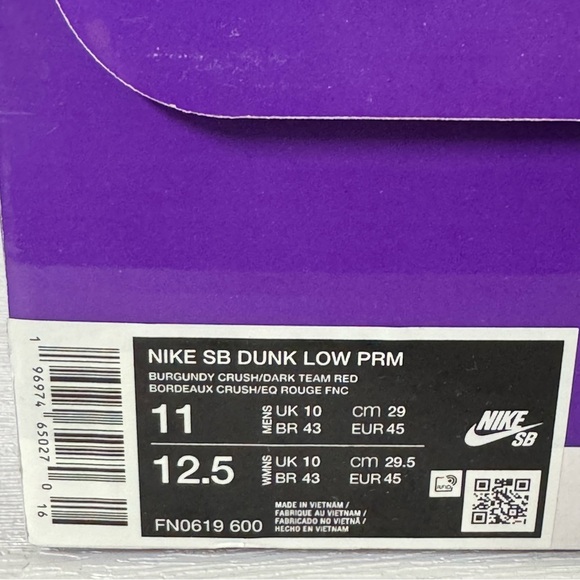 NIKE SB DUNK LOW PRM
BURGUNDY CRUSH/DARK TEAM RED
BORDEAUX CRUSH/EQ ROUGE FNC
11 MENS UK 10 cm 29
BR 43 EUR 45
12.5 WMNS UK 10 cm 29.5
BR 43 EUR 45
NIKE
SB
RFID
MADE IN VIETNAM /
FABRIQUE AU VIETNAM /
FABRICADO NO VIETNÃ /
HECHO EN VIETNAM
FN0619 600
1 96974 65027 0 16